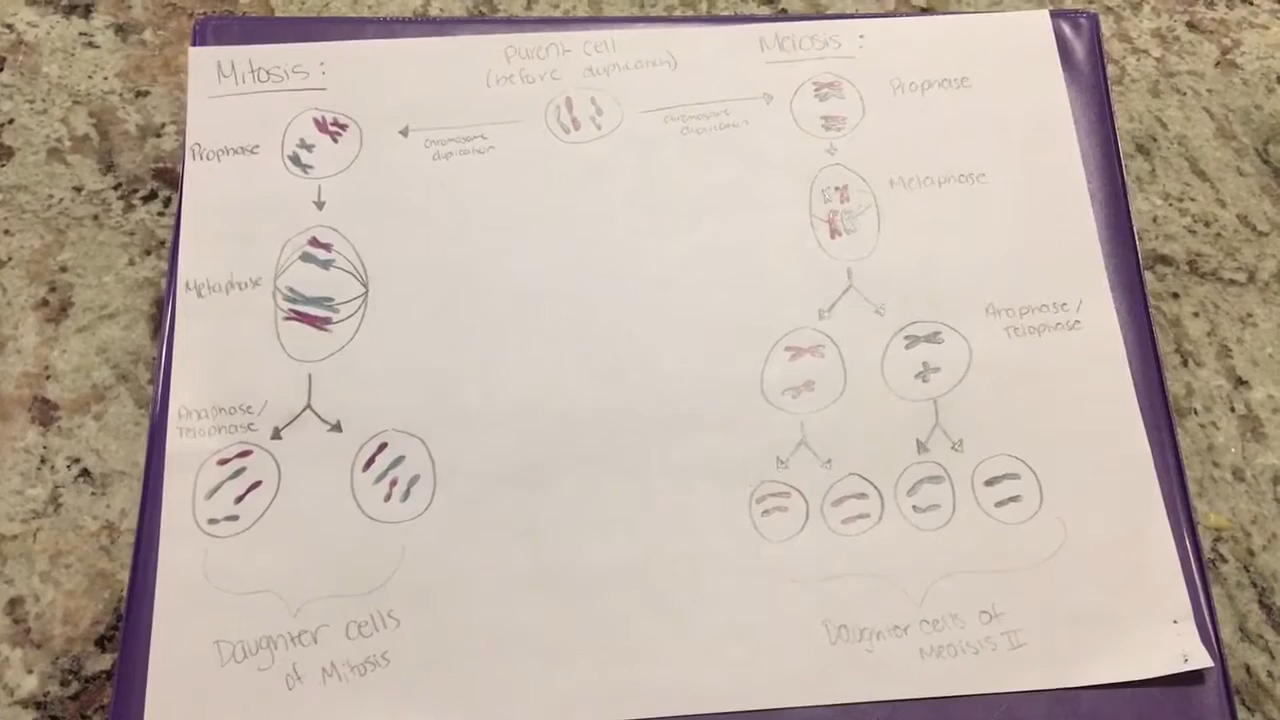 Mitosis:
Parent Cell
(before duplication)
Meiosis:
Prophase
chromosome
duplication
chromosome
duplication
Prophase
Metaphase
Metaphase
Anaphase/
Telophase
Anaphase/
Telophase
Daughter cells
of Mitosis
Daughter cells of
Meoisis II